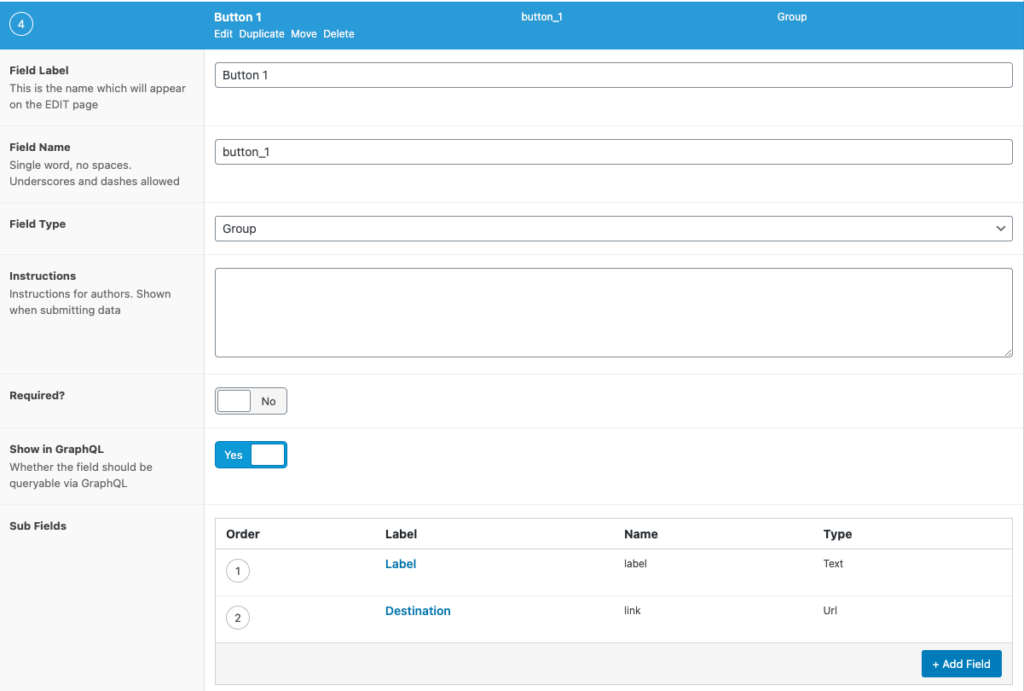 4
Button 1
button_1
Group
Edit Duplicate Move Delete
Field Label
This is the name which will appear
on the EDIT page
Button 1
Field Name
Single word, no spaces.
Underscores and dashes allowed
button_1
Field Type
Group
Instructions
Instructions for authors. Shown
when submitting data
Required?
No
Show in GraphQL
Whether the field should be
queryable via GraphQL
Yes
Sub Fields
Order Label Name Type
1 Label label Text
2 Destination link Url
+ Add Field